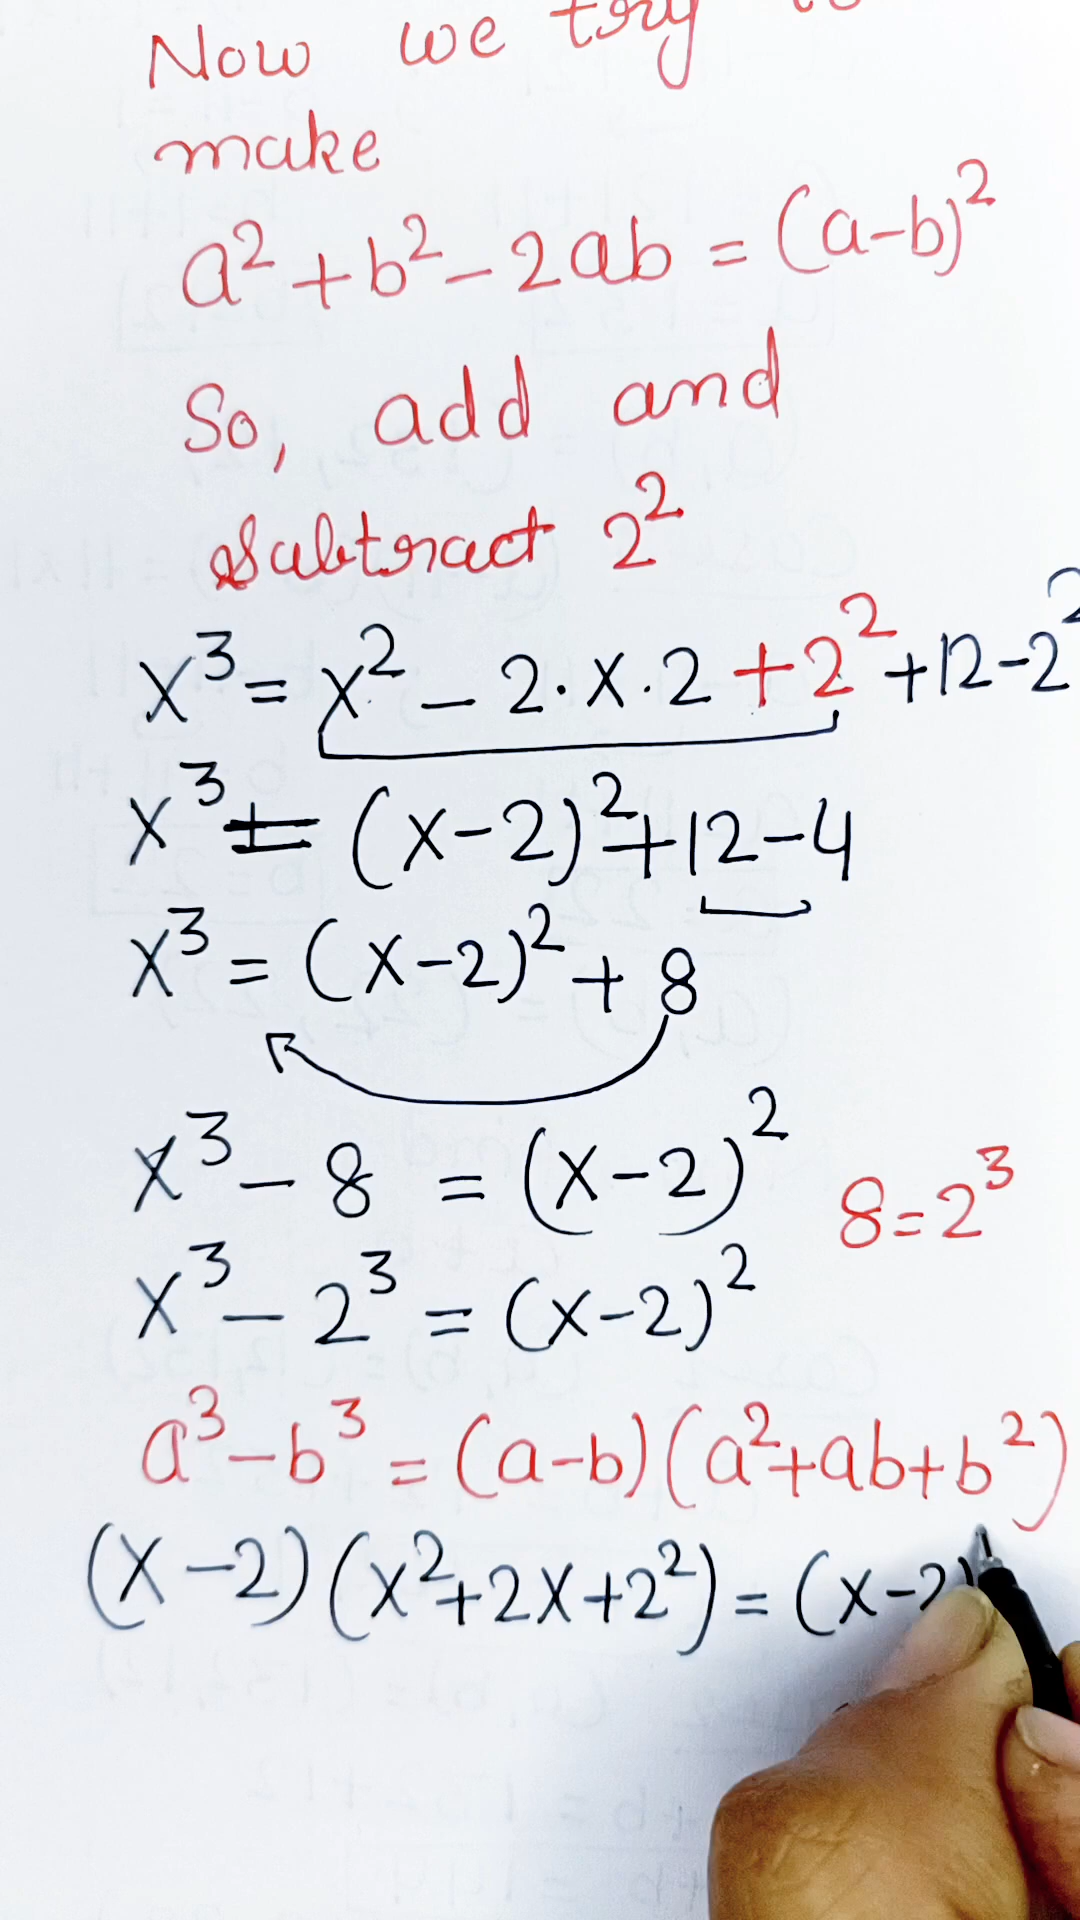 Now we try to
make
a² + b² - 2ab = (a-b)²
So, add and
Subtract 2²
x³ = x² - 2·x·2 + 2² + 12 - 2²
x³ = (x-2)² + 12 - 4
x³ = (x-2)² + 8
x³ - 8 = (x-2)²
8 = 2³
x³ - 2³ = (x-2)²
a³ - b³ = (a-b)(a² + ab + b²)
(x-2)(x² + 2x + 2²) = (x-2)